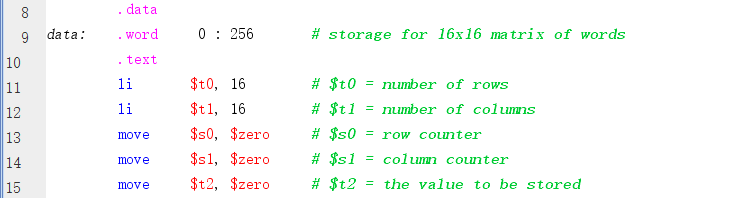 8 .data
9 data: .word 0 : 256 # storage for 16x16 matrix of words
10 .text
11 li $t0, 16 # $t0 = number of rows
12 li $t1, 16 # $t1 = number of columns
13 move $s0, $zero # $s0 = row counter
14 move $s1, $zero # $s1 = column counter
15 move $t2, $zero # $t2 = the value to be stored